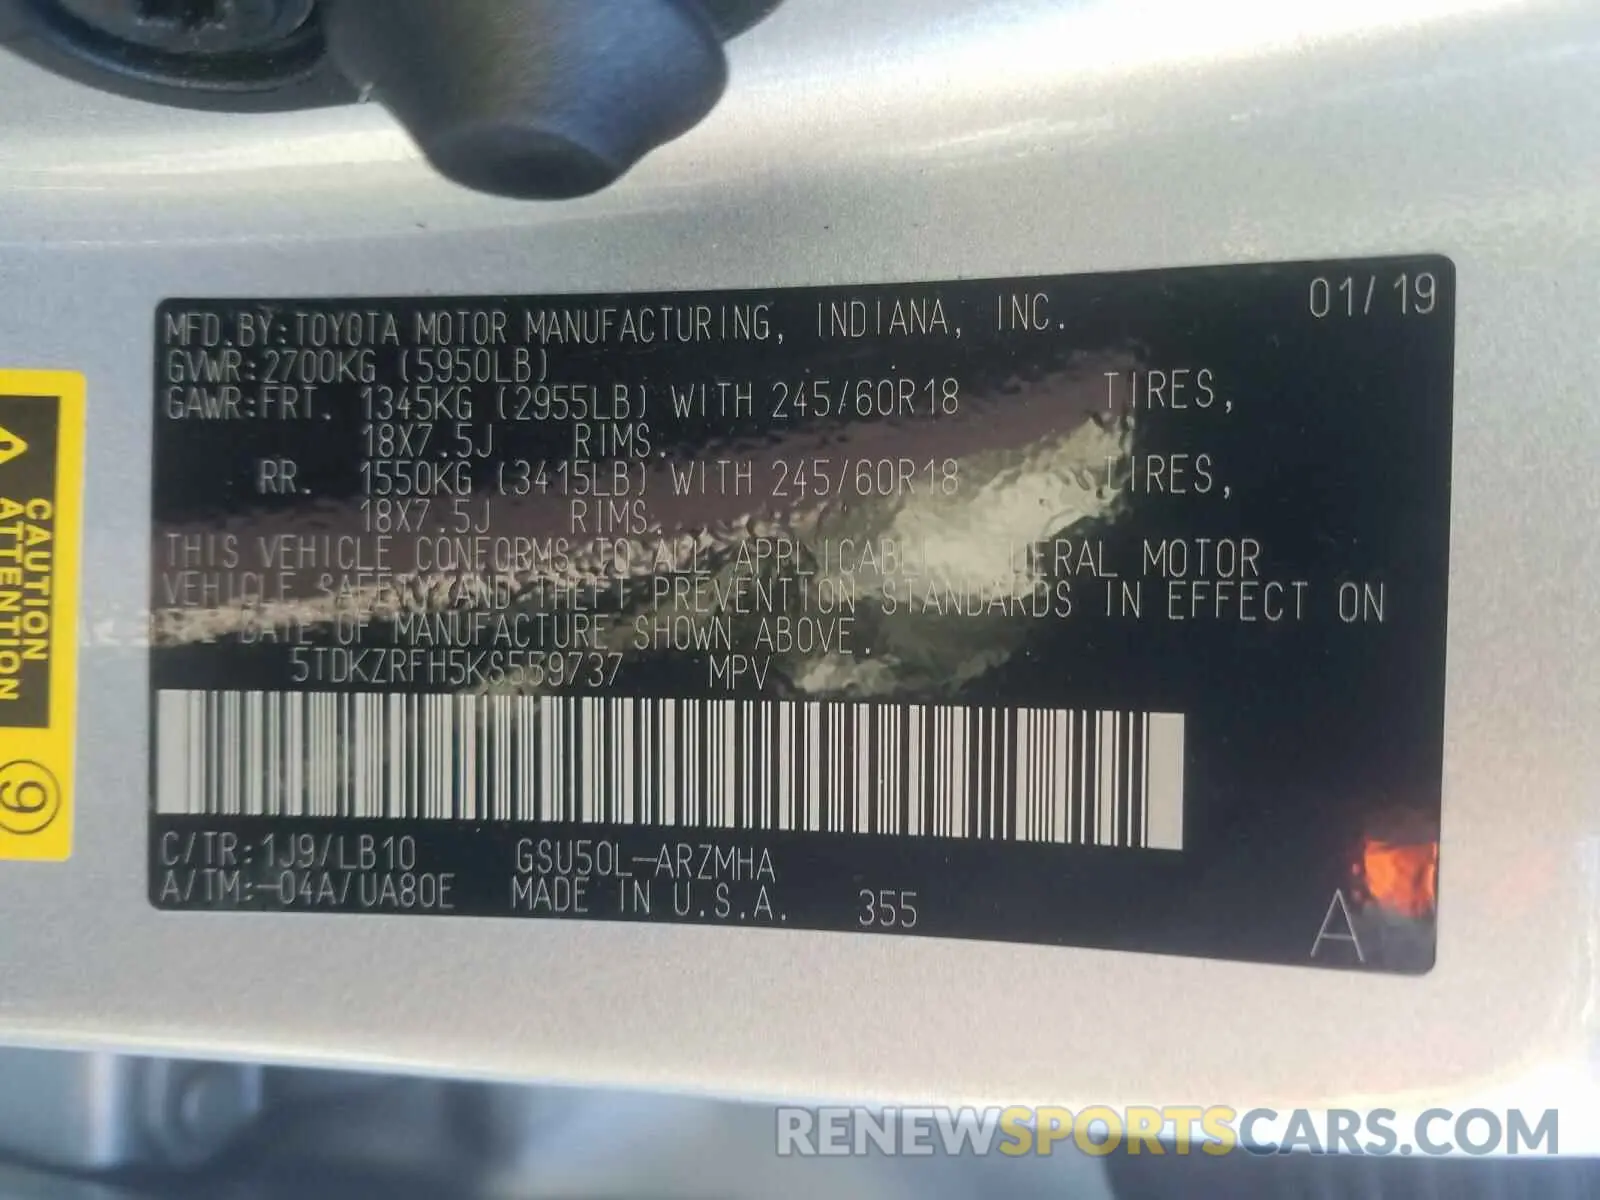 01/19
MFD.BY:TOYOTA MOTOR MANUFACTURING, INDIANA, INC.
GVWR:2700KG (5950LB)
GAWR:FRT. 1345KG (2955LB) WITH 245/60R18 TIRES,
18X7.5J RIMS.
RR. 1550KG (3415LB) WITH 245/60R18 TIRES,
18X7.5J RIMS.
THIS VEHICLE CONFORMS TO ALL APPLICABLE FEDERAL MOTOR
VEHICLE SAFETY AND THEFT PREVENTION STANDARDS IN EFFECT ON
DATE OF MANUFACTURE SHOWN ABOVE.
5TDKZRFH5KS559737 MPV
C/TR:1J9/LB10 GSU50L-ARZMHA
A/TM:-04A/UA80E MADE IN U.S.A. 355
A
CAUTION
ATTENTION
9
RENEWSPORTSCARS.COM